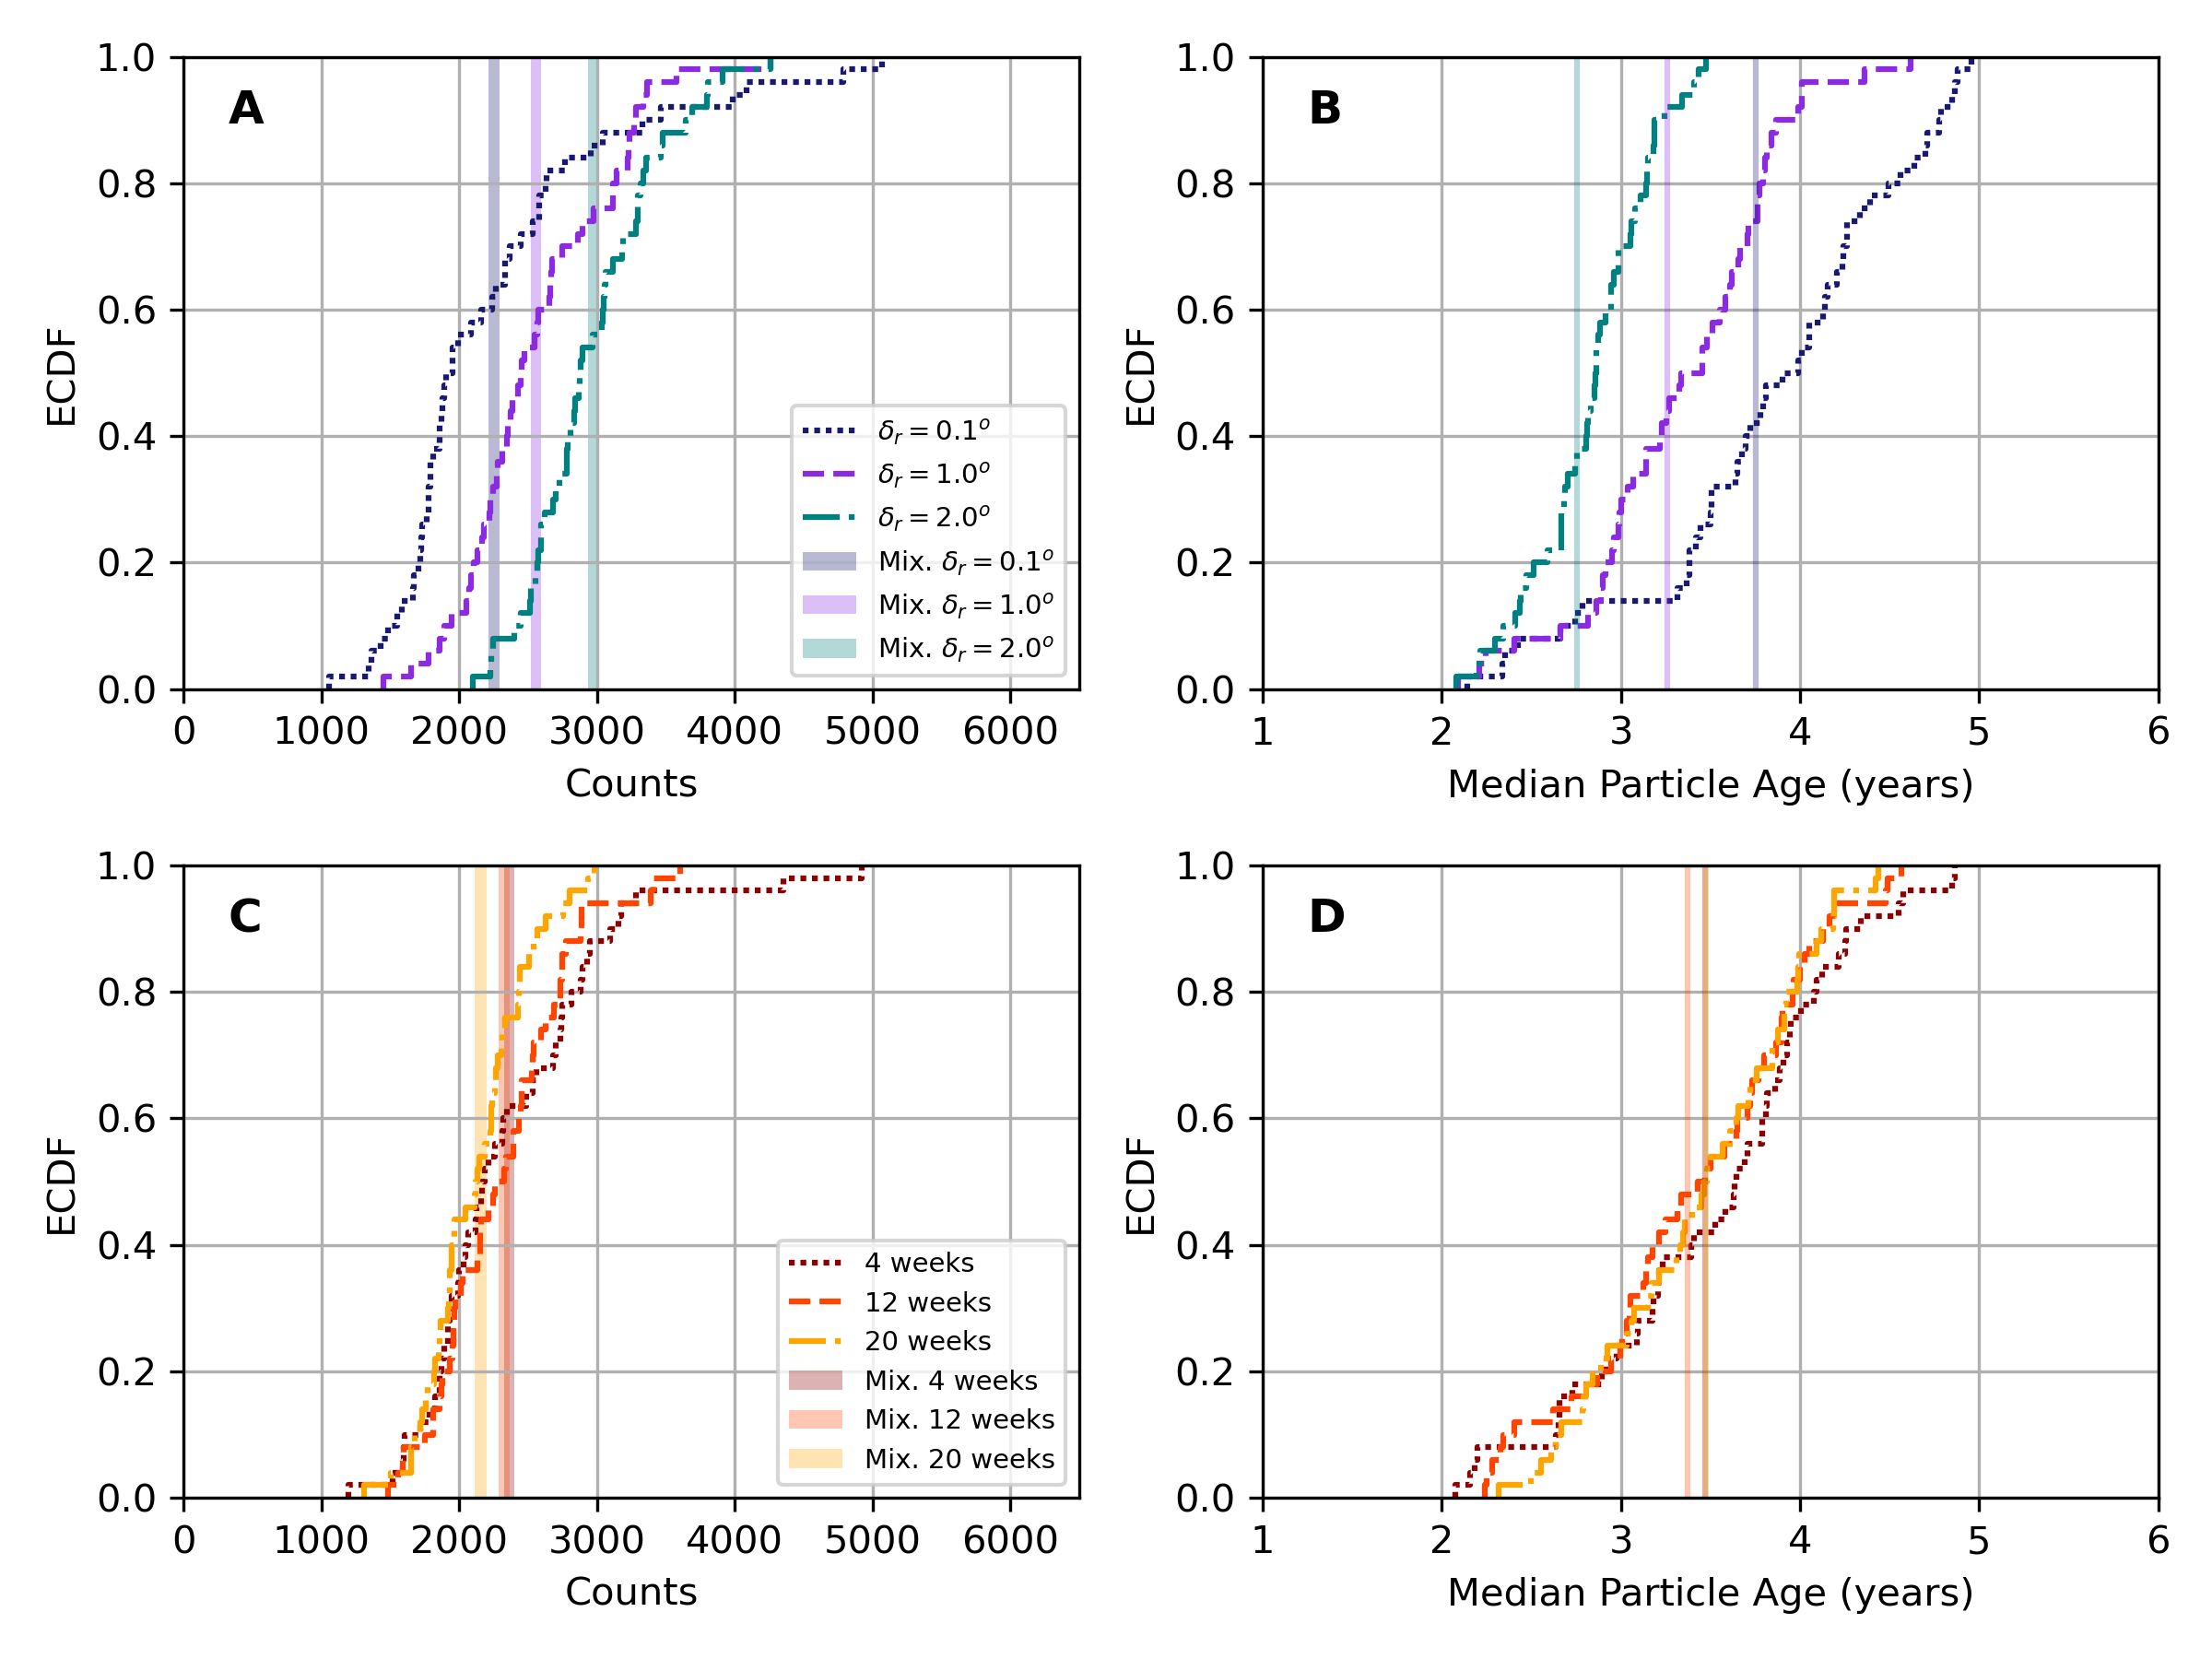 A
ECDF
1.0
0.8
0.6
0.4
0.2
0.0
0 1000 2000 3000 4000 5000 6000
Counts
δr = 0.1o
δr = 1.0o
δr = 2.0o
Mix. δr = 0.1o
Mix. δr = 1.0o
Mix. δr = 2.0o
B
ECDF
1.0
0.8
0.6
0.4
0.2
0.0
1 2 3 4 5 6
Median Particle Age (years)
C
ECDF
1.0
0.8
0.6
0.4
0.2
0.0
0 1000 2000 3000 4000 5000 6000
Counts
4 weeks
12 weeks
20 weeks
Mix. 4 weeks
Mix. 12 weeks
Mix. 20 weeks
D
ECDF
1.0
0.8
0.6
0.4
0.2
0.0
1 2 3 4 5 6
Median Particle Age (years)